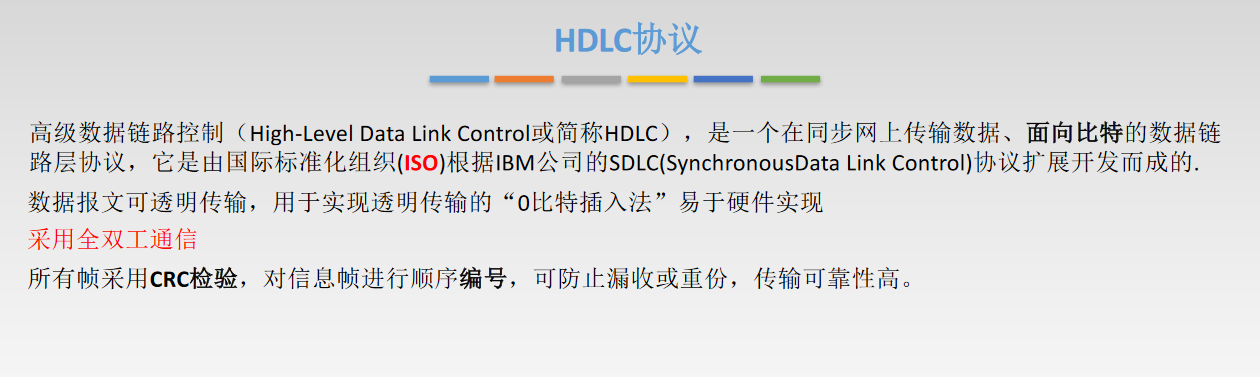 HDLC协议
高级数据链路控制（High-Level Data Link Control或简称HDLC），是一个在同步网上传输数据、面向比特的数据链
路层协议，它是由国际标准化组织(ISO)根据IBM公司的SDLC(SynchronousData Link Control)协议扩展开发而成的.
数据报文可透明传输，用于实现透明传输的“0比特插入法”易于硬件实现
采用全双工通信
所有帧采用CRC检验，对信息帧进行顺序编号，可防止漏收或重份，传输可靠性高。